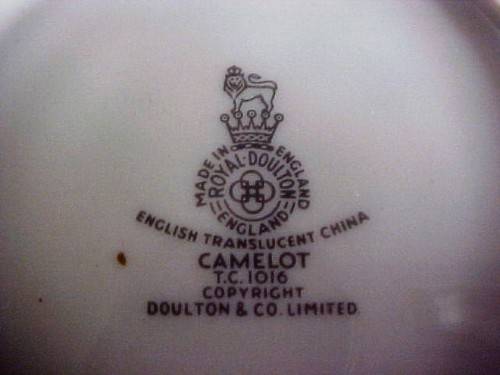 MADE IN ENGLAND
ROYAL·DOULTON
ENGLAND
ENGLISH TRANSLUCENT CHINA
CAMELOT
T.C. 1016
COPYRIGHT
DOULTON & CO. LIMITED